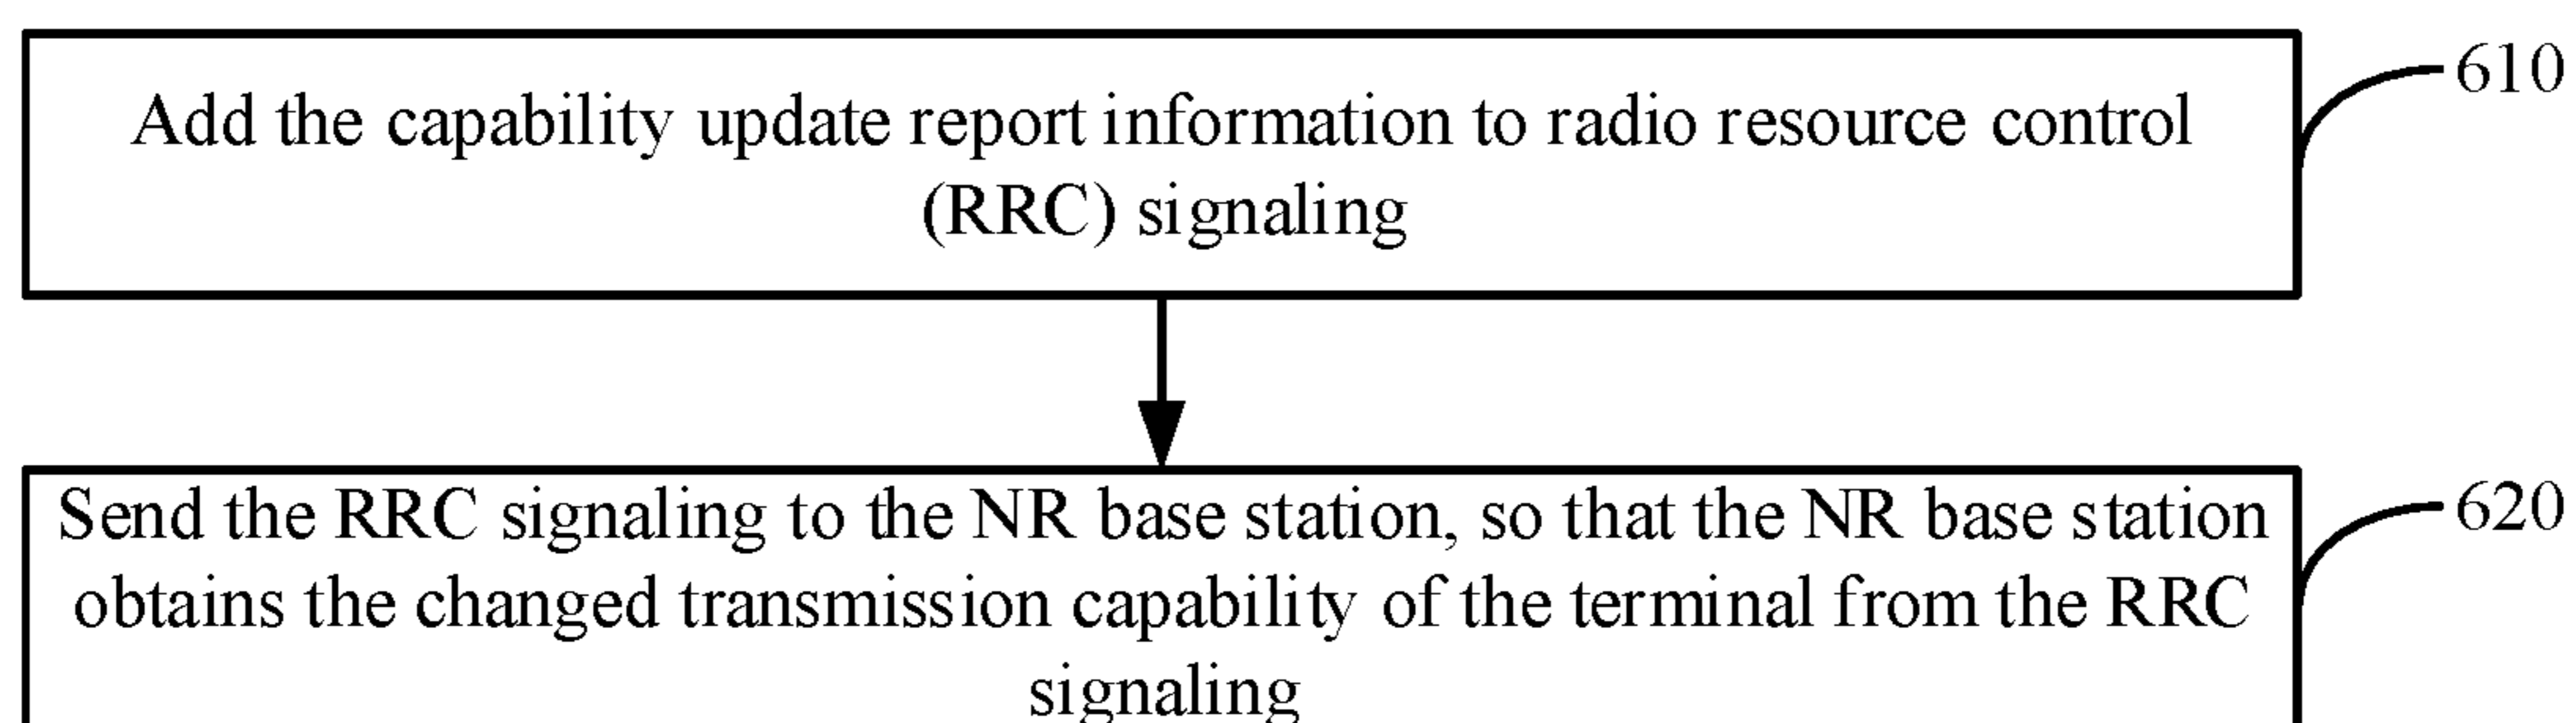 Add the capability update report information to radio resource control
(RRC) signaling
610
Send the RRC signaling to the NR base station, so that the NR base station
obtains the changed transmission capability of the terminal from the RRC
signaling
620